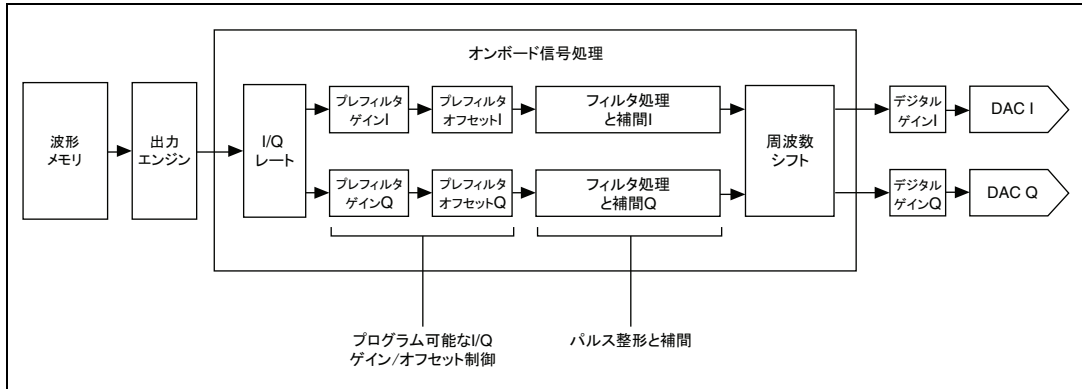 オンボード信号処理
波形
メモリ
出力
エンジン
I/Q
レート
プレフィルタ
ゲインI
プレフィルタ
オフセットI
フィルタ処理
と補間I
周波数
シフト
デジタル
ゲインI
DAC I
プレフィルタ
ゲインQ
プレフィルタ
オフセットQ
フィルタ処理
と補間Q
デジタル
ゲインQ
DAC Q
プログラム可能なI/Q
ゲイン/オフセット制御
パルス整形と補間